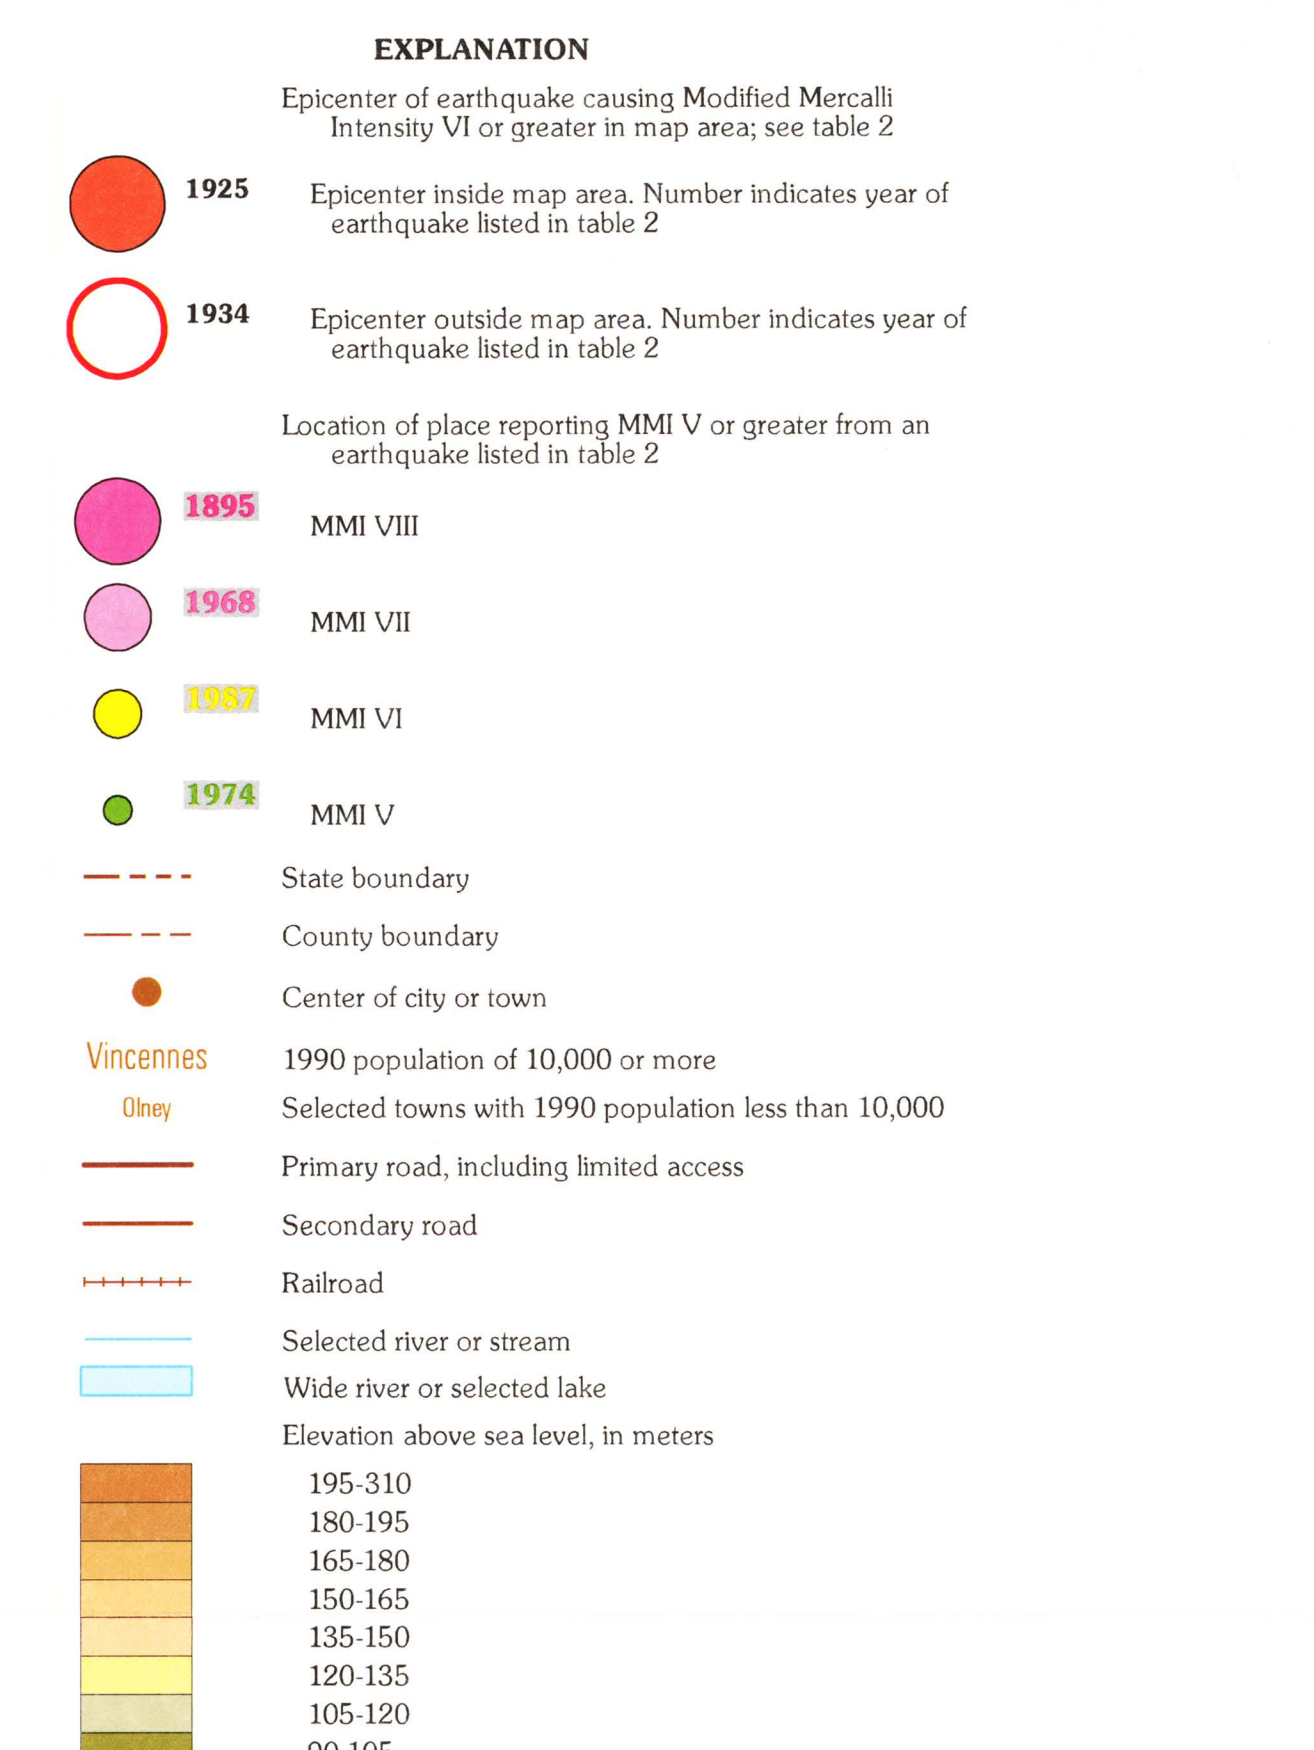 EXPLANATION
Epicenter of earthquake causing Modified Mercalli
Intensity VI or greater in map area; see table 2
1925 Epicenter inside map area. Number indicates year of
earthquake listed in table 2
1934 Epicenter outside map area. Number indicates year of
earthquake listed in table 2
Location of place reporting MMI V or greater from an
earthquake listed in table 2
1895 MMI VIII
1968 MMI VII
1987 MMI VI
1974 MMI V
State boundary
County boundary
Center of city or town
Vincennes 1990 population of 10,000 or more
Olney Selected towns with 1990 population less than 10,000
Primary road, including limited access
Secondary road
Railroad
Selected river or stream
Wide river or selected lake
Elevation above sea level, in meters
195-310
180-195
165-180
150-165
135-150
120-135
105-120
90-105